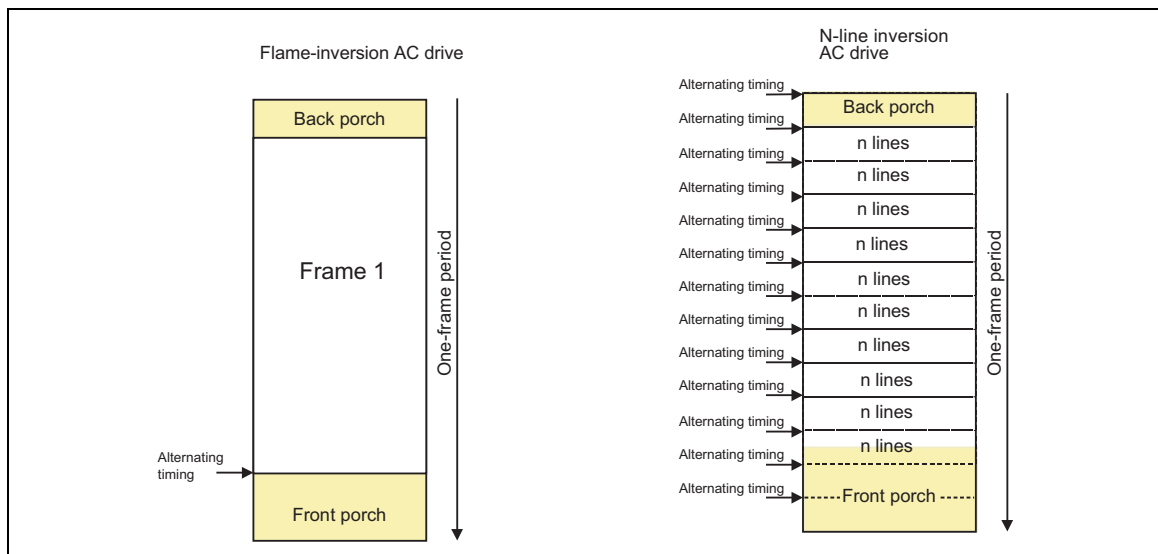 Flame-inversion AC drive
Back porch
Frame 1
One-frame period
Alternating
timing
Front porch
N-line inversion
AC drive
Alternating timing
Back porch
Alternating timing
n lines
Alternating timing
n lines
Alternating timing
n lines
Alternating timing
n lines
Alternating timing
n lines
Alternating timing
n lines
Alternating timing
n lines
Alternating timing
n lines
Alternating timing
n lines
Alternating timing
n lines
Alternating timing
Front porch
Alternating timing
One-frame period